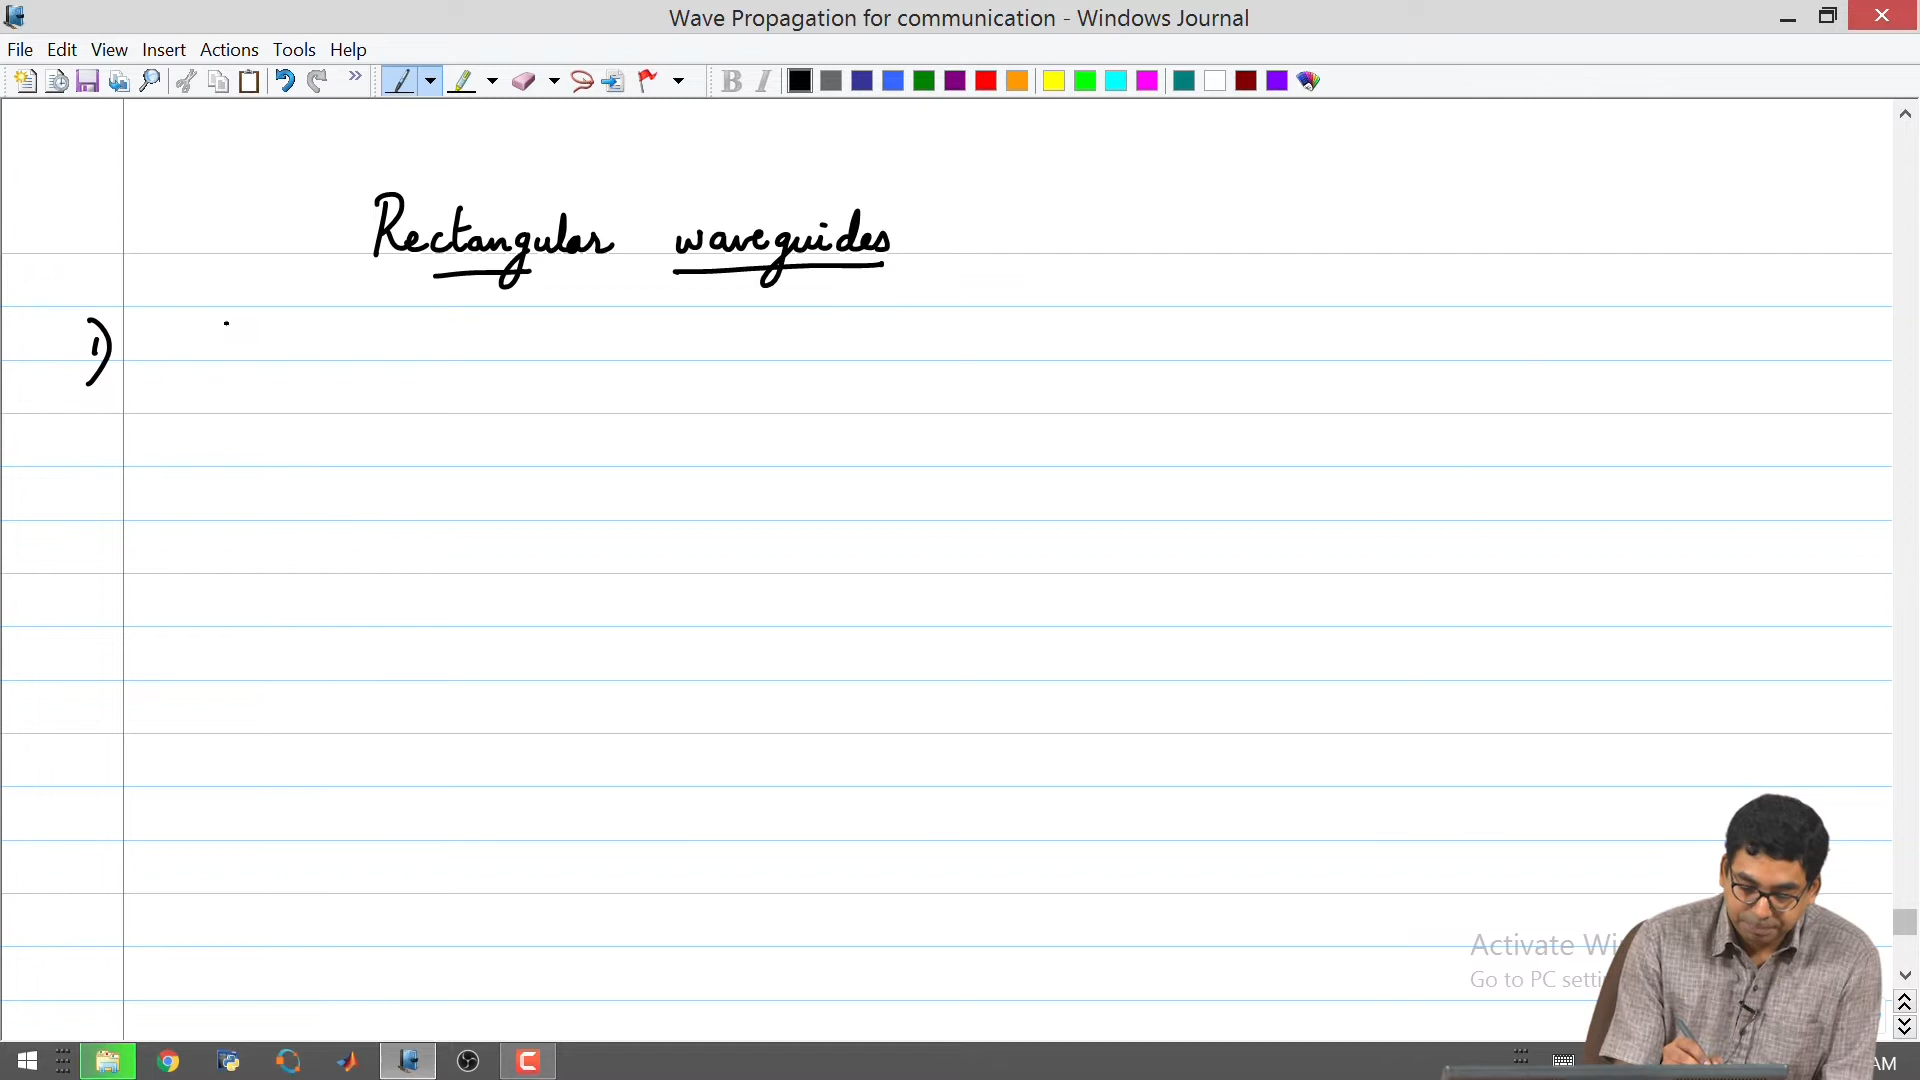 Wave Propagation for communication - Windows Journal
File Edit View Insert Actions Tools Help
B I
Rectangular waveguides
1)
Activate Wi
Go to PC setti
AM